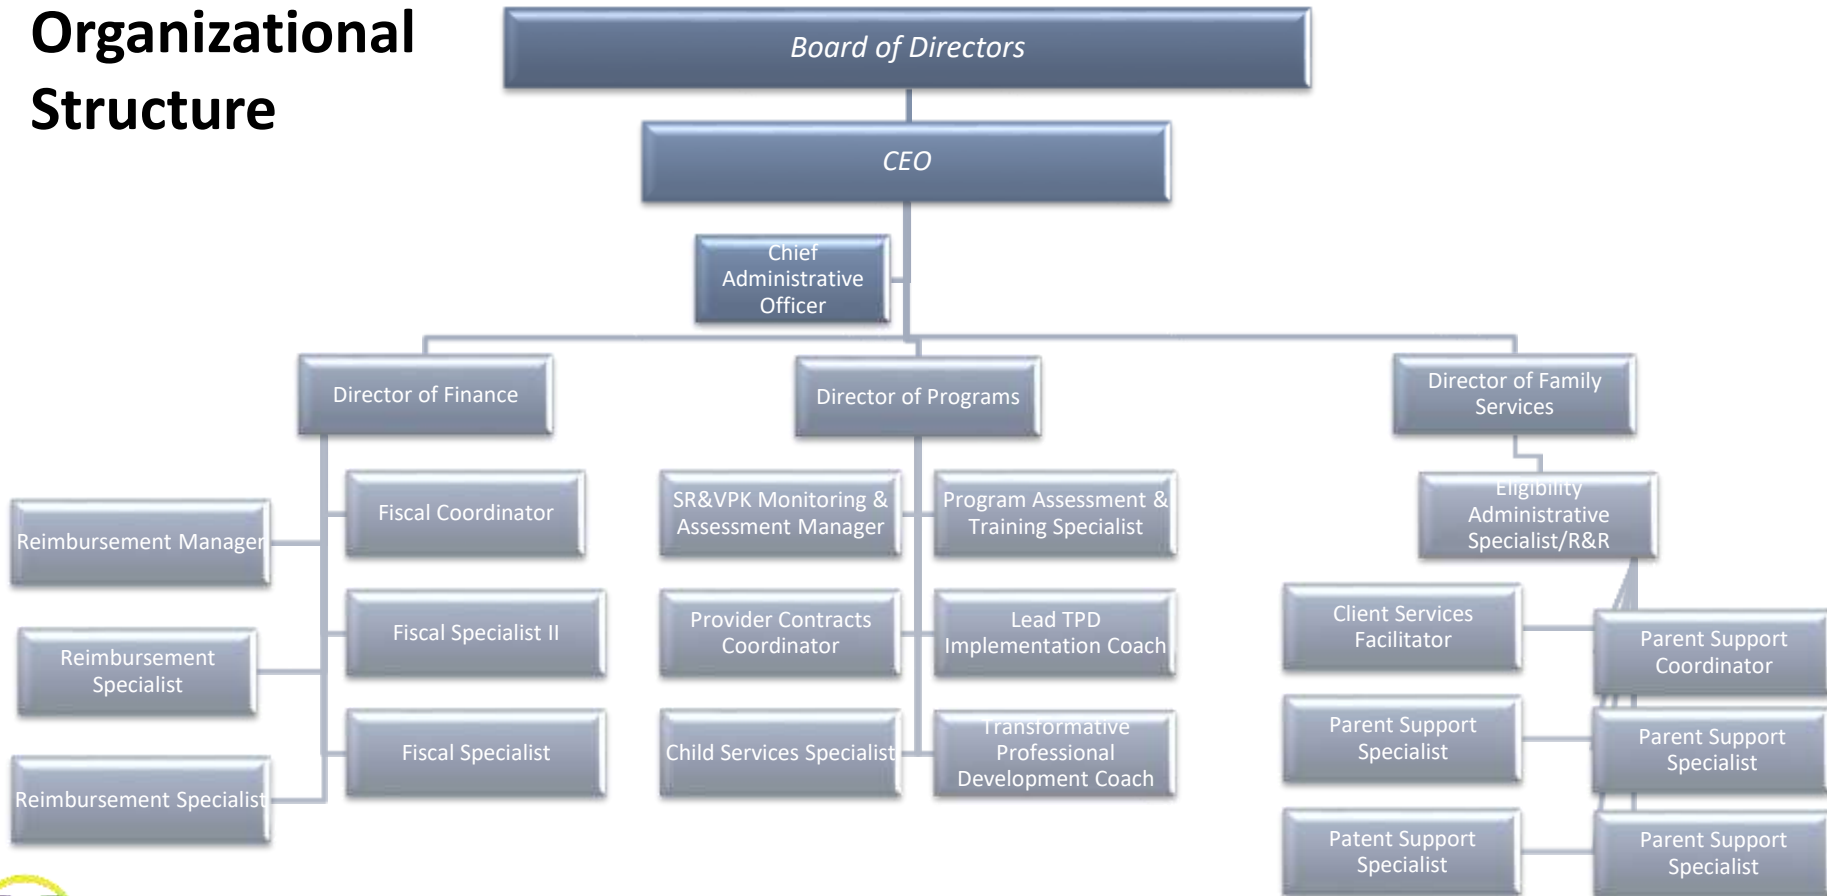 Organizational
Structure
Board of Directors
CEO
Chief
Administrative
Officer
Director of Finance
Director of Programs
Director of Family
Services
Reimbursement Manager
Fiscal Coordinator
Reimbursement
Specialist
Fiscal Specialist II
Reimbursement Specialist
Fiscal Specialist
SR&VPK Monitoring &
Assessment Manager
Program Assessment &
Training Specialist
Provider Contracts
Coordinator
Lead TPD
Implementation Coach
Child Services Specialist
Transformative
Professional
Development Coach
Eligibility
Administrative
Specialist/R&R
Client Services
Facilitator
Parent Support
Coordinator
Parent Support
Specialist
Parent Support
Specialist
Patent Support
Specialist
Parent Support
Specialist